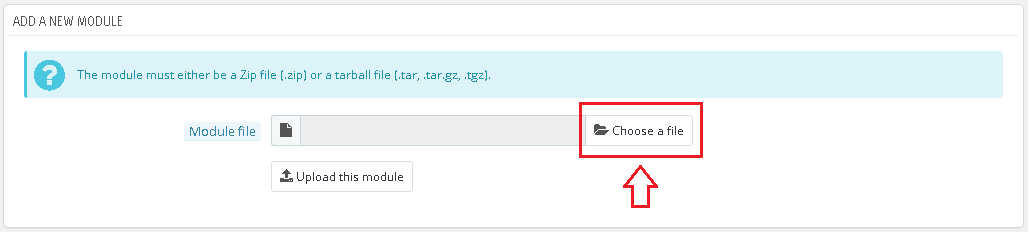 ADD A NEW MODULE
?
The module must either be a Zip file (.zip) or a tarball file (.tar, .tar.gz, .tgz).
Module file Choose a file
Upload this module